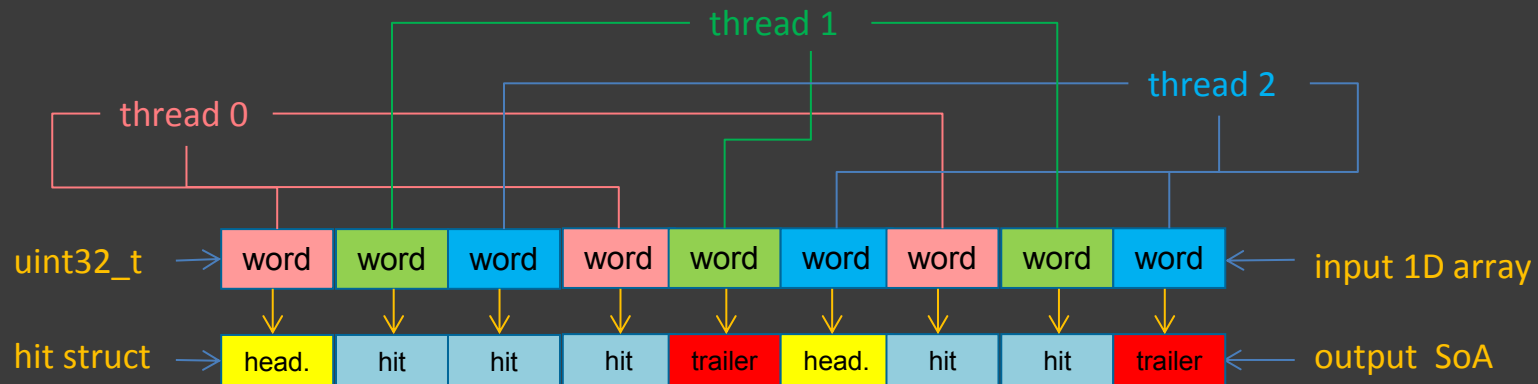 thread 1
thread 2
thread 0
uint32_t word word word word word word word word word input 1D array
hit struct head. hit hit hit trailer head. hit hit trailer output SoA